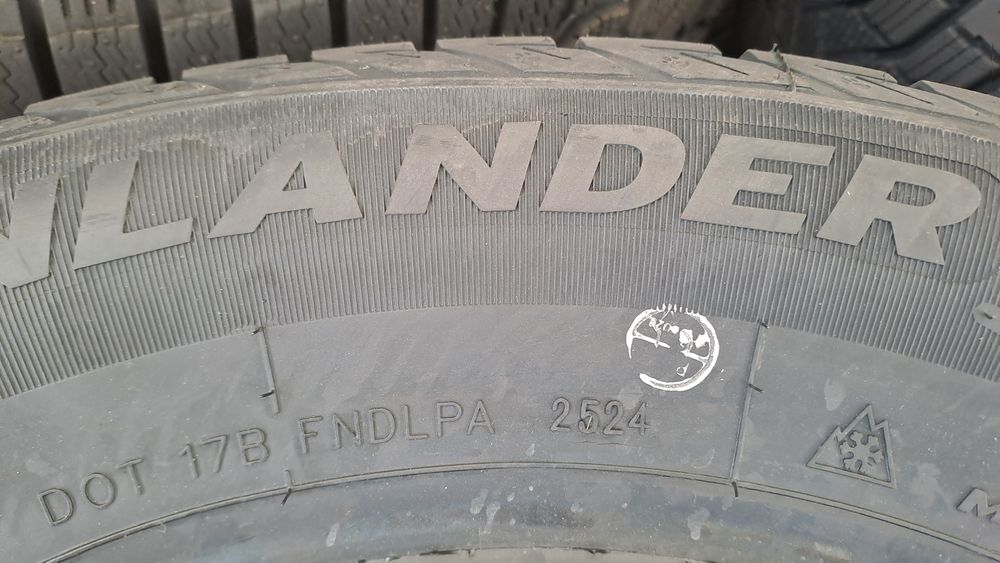 NLANDER
DOT 17B FNDLPA 2524
M